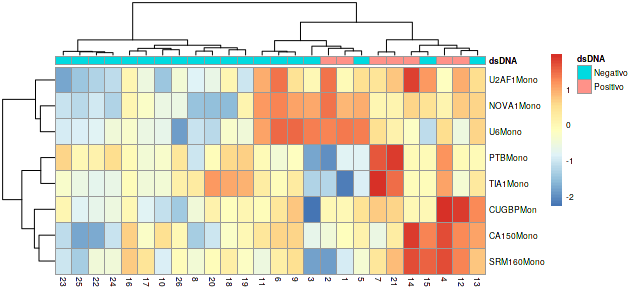 dsDNA
U2AF1Mono
NOVA1Mono
U6Mono
PTBMono
TIA1Mono
CUGBPMon
CA150Mono
SRM160Mono
23 25 22 24 16 17 10 26 8 20 18 19 11 6 9 3 2 1 5 7 21 14 15 4 12 13
1
0
-1
-2
dsDNA
Negativo
Positivo